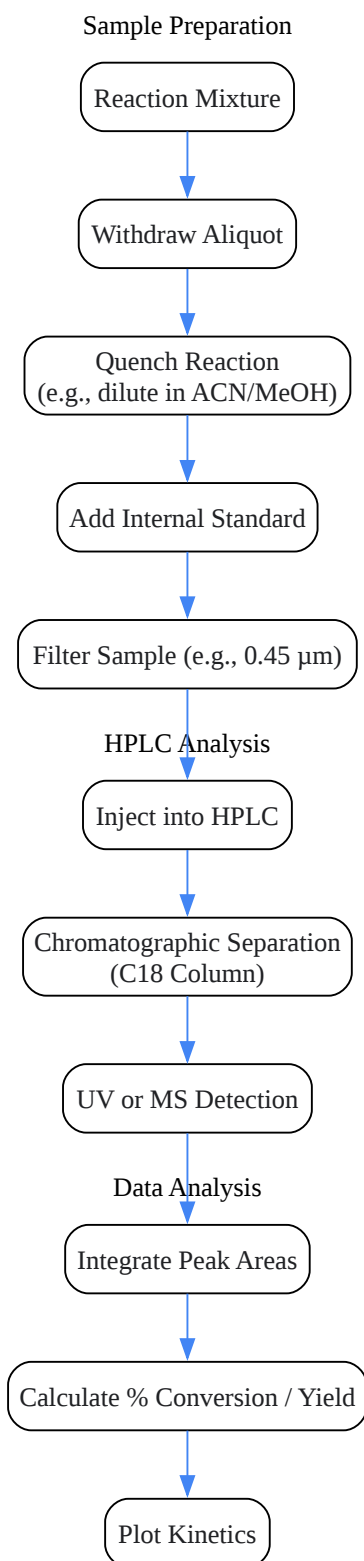 Sample Preparation
Reaction Mixture
Withdraw Aliquot
Quench Reaction
(e.g., dilute in ACN/MeOH)
Add Internal Standard
Filter Sample (e.g., 0.45 µm)
HPLC Analysis
Inject into HPLC
Chromatographic Separation
(C18 Column)
UV or MS Detection
Data Analysis
Integrate Peak Areas
Calculate % Conversion / Yield
Plot Kinetics